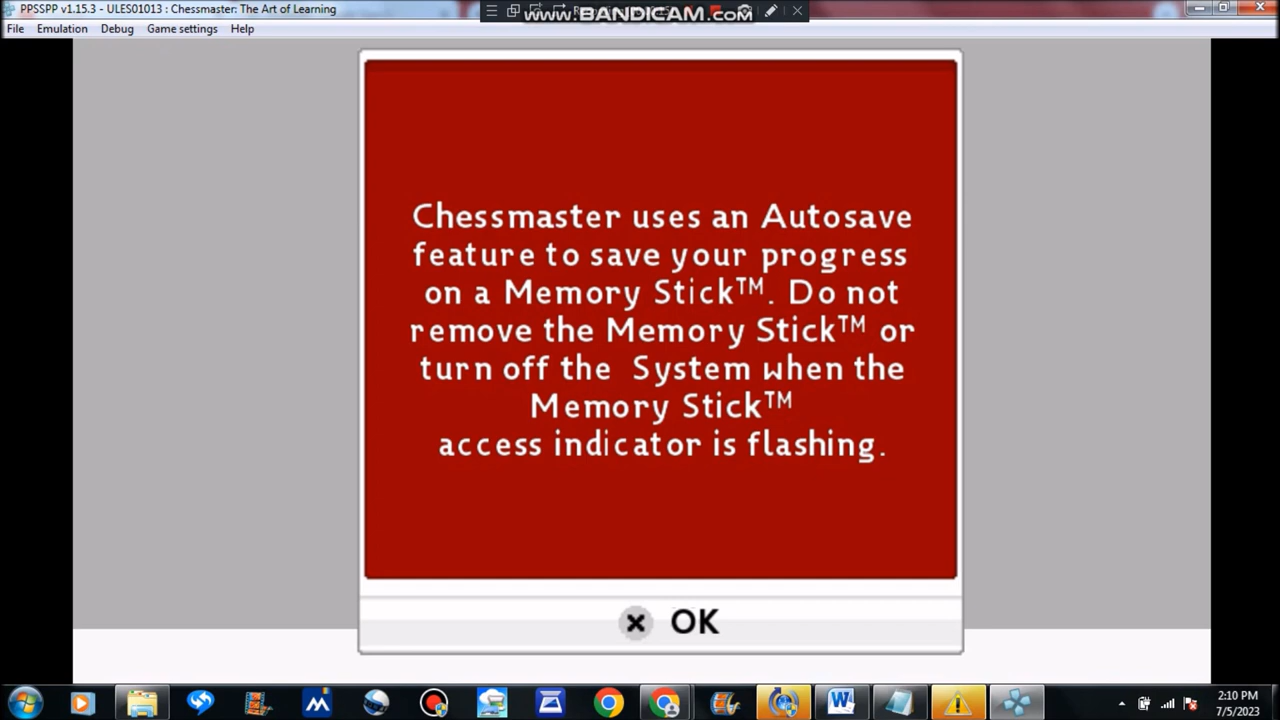 PPSSPP v1.15.3 - ULES01013 : Chessmaster: The Art of Learning
www.BANDICAM.com
File Emulation Debug Game settings Help
Chessmaster uses an Autosave
feature to save your progress
on a Memory Stick™. Do not
remove the Memory Stick™ or
turn off the System when the
Memory Stick™
access indicator is flashing.
OK
2:10 PM
7/5/2023